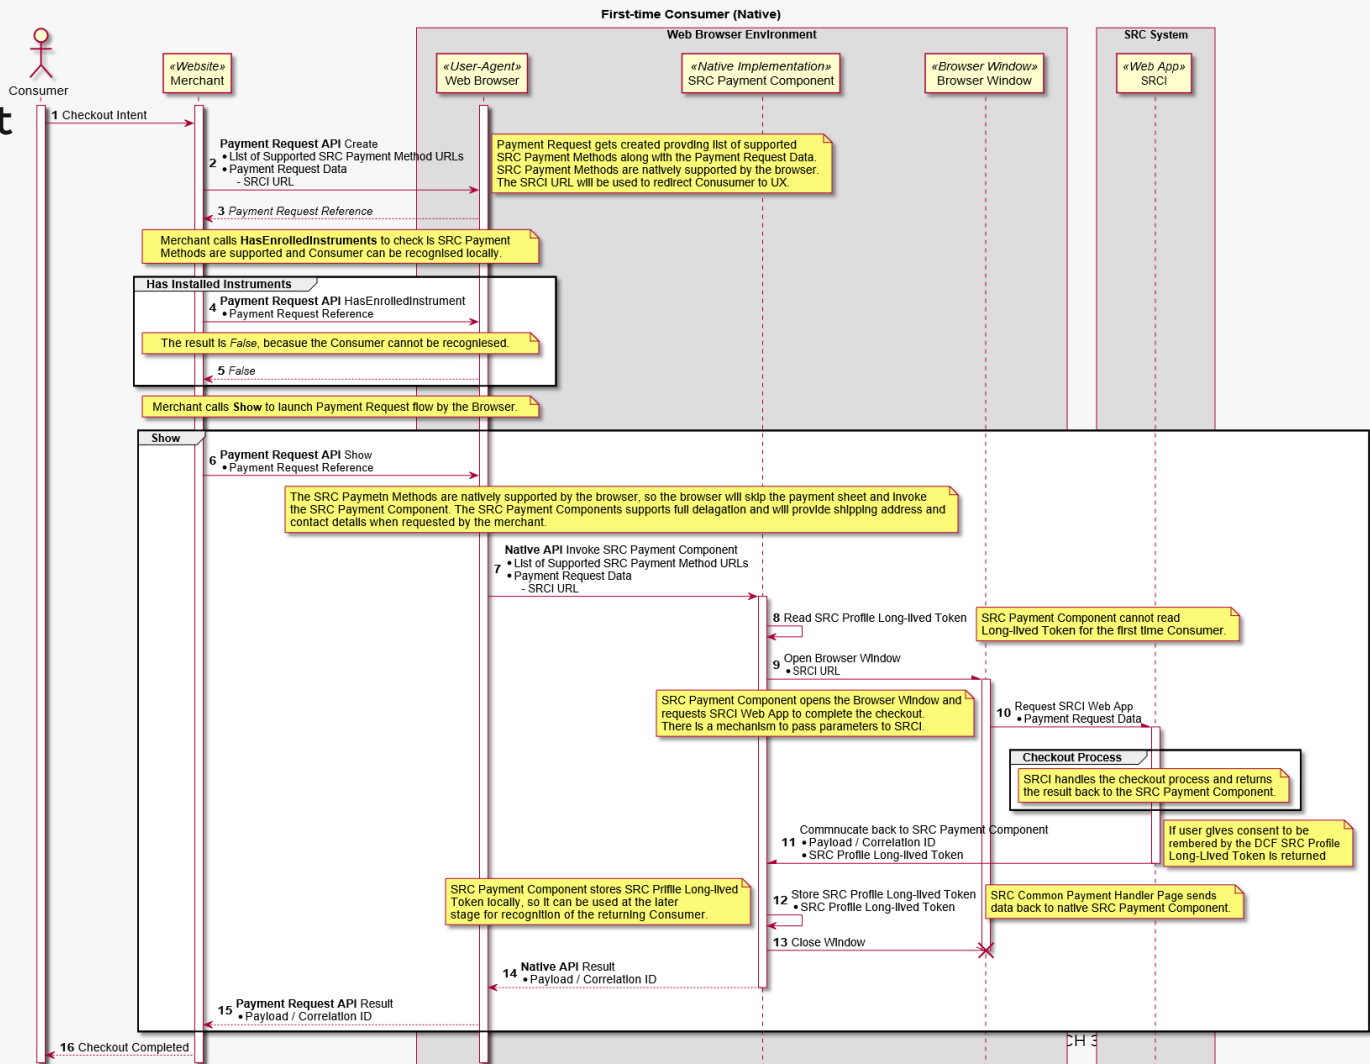 First-time Consumer (Native)
Web Browser Environment
SRC System
Consumer
«Website»
Merchant
«User-Agent»
Web Browser
«Native Implementation»
SRC Payment Component
«Browser Window»
Browser Window
«Web App»
SRCI
t
1 Checkout Intent
2 Payment Request API Create
• List of Supported SRC Payment Method URLs
• Payment Request Data
- SRCI URL
Payment Request gets created provding list of supported
SRC Payment Methods along with the Payment Request Data.
SRC Payment Methods are natively supported by the browser.
The SRCI URL will be used to redirect Conusumer to UX.
3 Payment Request Reference
Merchant calls HasEnrolledInstruments to check is SRC Payment
Methods are supported and Consumer can be recognised locally.
Has Installed Instruments
4 Payment Request API HasEnrolledInstrument
• Payment Request Reference
The result is False, becasue the Consumer cannot be recogniesed.
5 False
Merchant calls Show to launch Payment Request flow by the Browser.
Show
6 Payment Request API Show
• Payment Request Reference
The SRC Paymetn Methods are natively supported by the browser, so the browser will skip the payment sheet and invoke
the SRC Payment Component. The SRC Payment Components supports full delagation and will provide shipping address and
contact details when requested by the merchant.
7 Native API Invoke SRC Payment Component
• List of Supported SRC Payment Method URLs
• Payment Request Data
- SRCI URL
8 Read SRC Profile Long-lived Token
SRC Payment Component cannot read
Long-lived Token for the first time Consumer.
9 Open Browser Window
• SRCI URL
SRC Payment Component opens the Browser Window and
requests SRCI Web App to complete the checkout.
There is a mechanism to pass parameters to SRCI.
10 Request SRCI Web App
• Payment Request Data
Checkout Process
SRCI handles the checkout process and returns
the result back to the SRC Payment Component.
11 Commnucate back to SRC Payment Component
• Payload / Correlation ID
• SRC Profile Long-lived Token
If user gives consent to be
rembered by the DCF SRC Profile
Long-Lived Token is returned
SRC Payment Component stores SRC Prifile Long-lived
Token locally, so it can be used at the later
stage for recognition of the returning Consumer.
12 Store SRC Profile Long-lived Token
• SRC Profile Long-lived Token
SRC Common Payment Handler Page sends
data back to native SRC Payment Component.
13 Close Window
14 Native API Result
• Payload / Correlation ID
15 Payment Request API Result
• Payload / Correlation ID
16 Checkout Completed